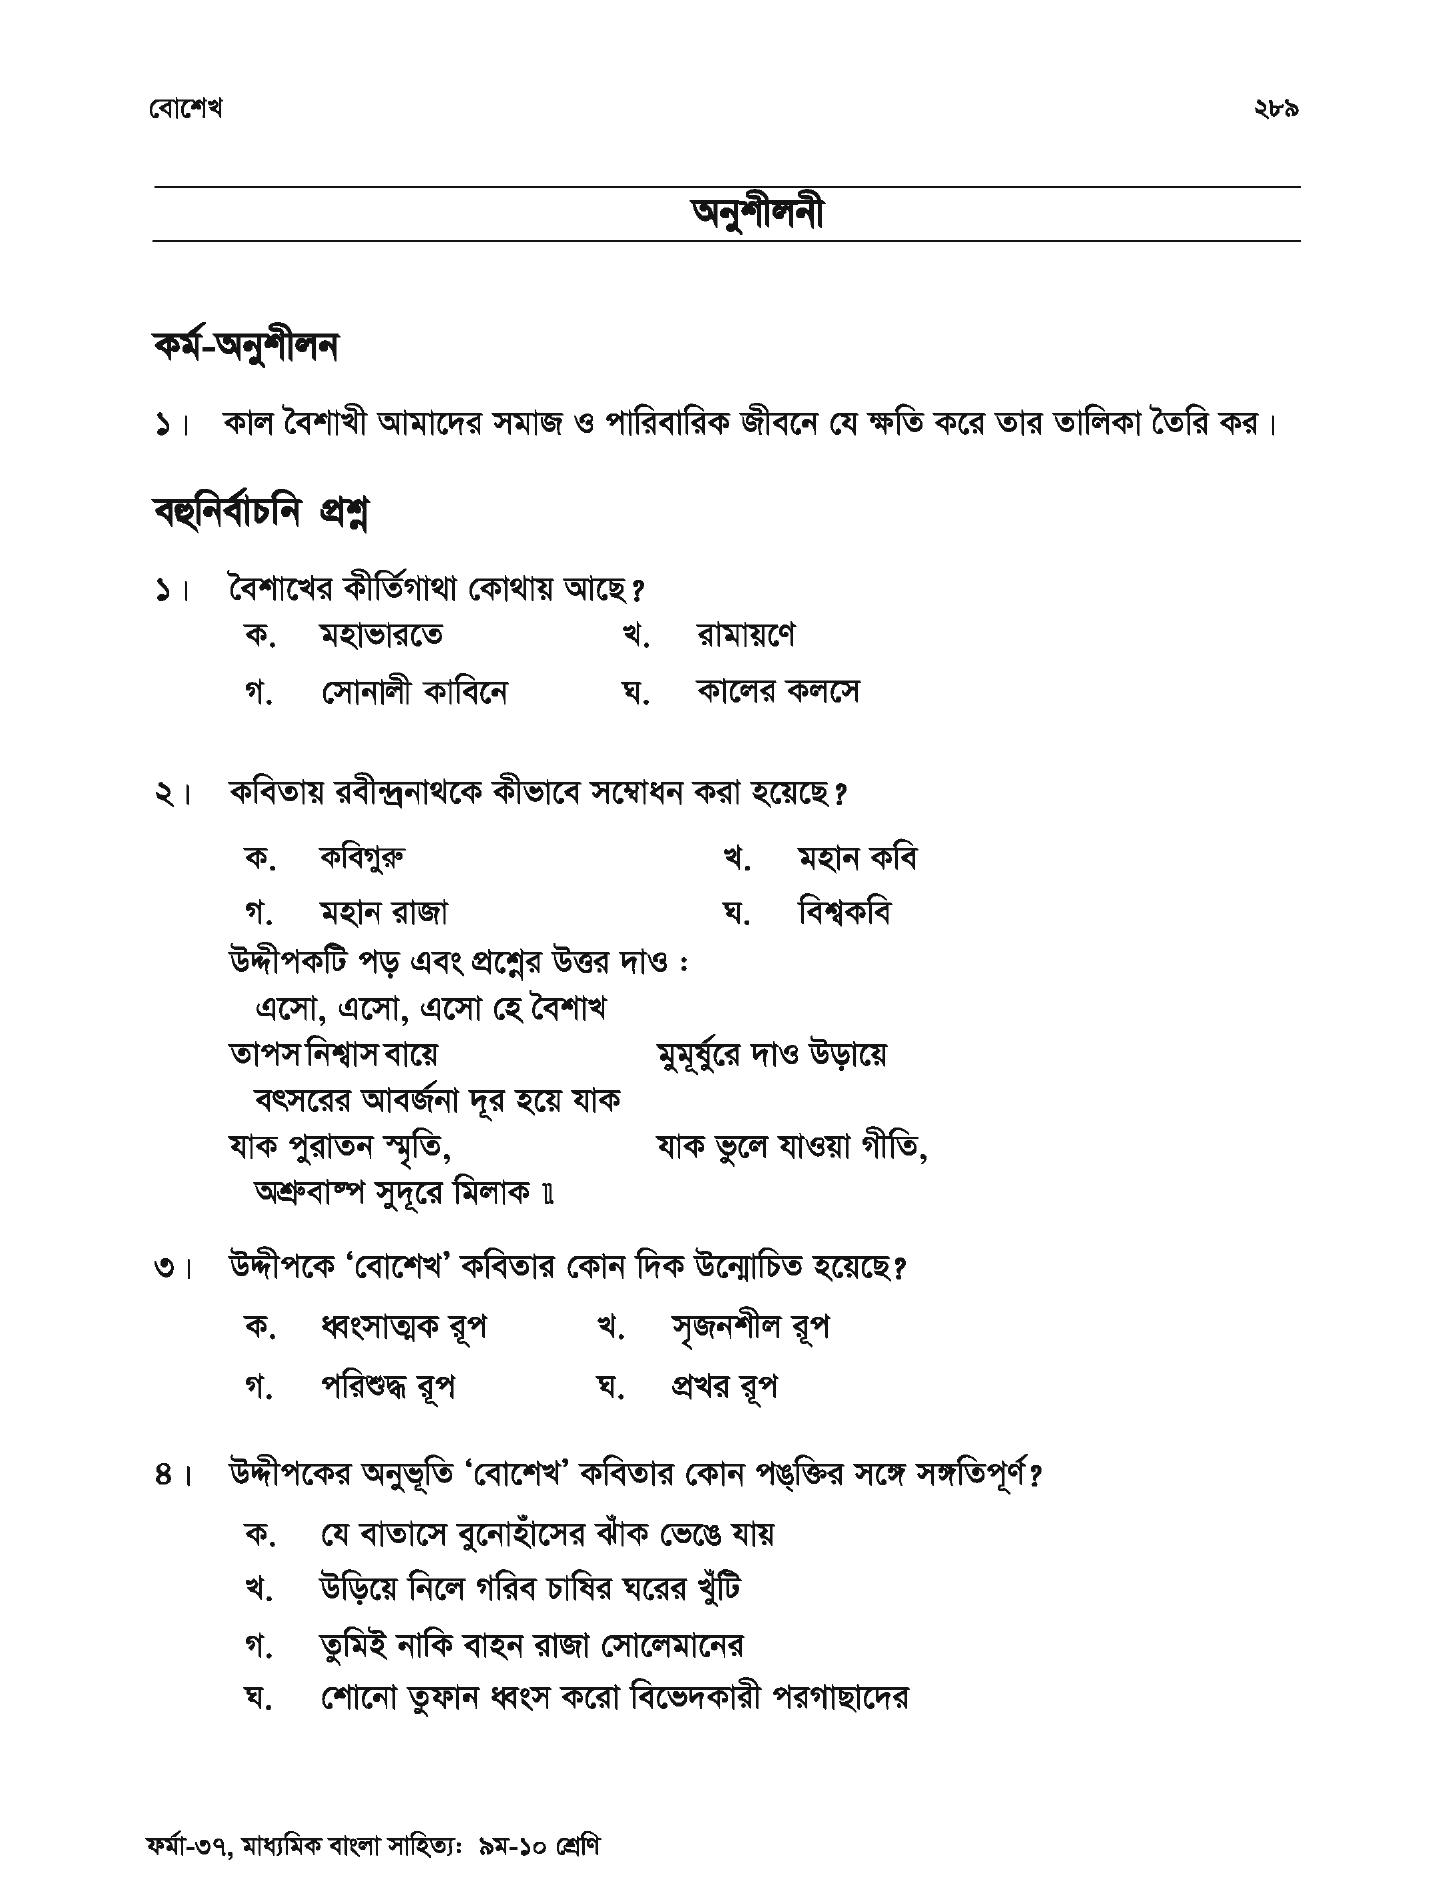 বোশেখ ২৮৯
অনুশীলনী
কর্ম-অনুশীলন
১। কাল বৈশাখী আমাদের সমাজ ও পারিবারিক জীবনে যে ক্ষতি করে তার তালিকা তৈরি কর।
বহুনির্বাচনি প্রশ্ন
১। বৈশাখের কীর্তিগাথা কোথায় আছে?
ক. মহাভারতে খ. রামায়ণে
গ. সোনালী কাবিনে ঘ. কালের কলসে
২। কবিতায় রবীন্দ্রনাথকে কীভাবে সম্বোধন করা হয়েছে?
ক. কবিগুরু খ. মহান কবি
গ. মহান রাজা ঘ. বিশ্বকবি
উদ্দীপকটি পড় এবং প্রশ্নের উত্তর দাও :
এসো, এসো, এসো হে বৈশাখ
তাপস নিশ্বাস বায়ে মুমূর্ষুরে দাও উড়ায়ে
বৎসরের আবর্জনা দূর হয়ে যাক
যাক পুরাতন স্মৃতি, যাক ভুলে যাওয়া গীতি,
অশ্রুবাষ্প সুদূরে মিলাক ॥
৩। উদ্দীপকে ‘বোশেখ’ কবিতার কোন দিক উন্মোচিত হয়েছে?
ক. ধ্বংসাত্মক রূপ খ. সৃজনশীল রূপ
গ. পরিশুদ্ধ রূপ ঘ. প্রখর রূপ
৪। উদ্দীপকের অনুভূতি ‘বোশেখ’ কবিতার কোন পঙ্‌ক্তির সঙ্গে সঙ্গতিপূর্ণ?
ক. যে বাতাসে বুনোহাঁসের ঝাঁক ভেঙে যায়
খ. উড়িয়ে নিলে গরিব চাষির ঘরের খুঁটি
গ. তুমিই নাকি বাহন রাজা সোলেমানের
ঘ. শোনো তুফান ধ্বংস করো বিভেদকারী পরগাছাদের
ফর্মা-৩৭, মাধ্যমিক বাংলা সাহিত্য: ৯ম-১০ শ্রেণি